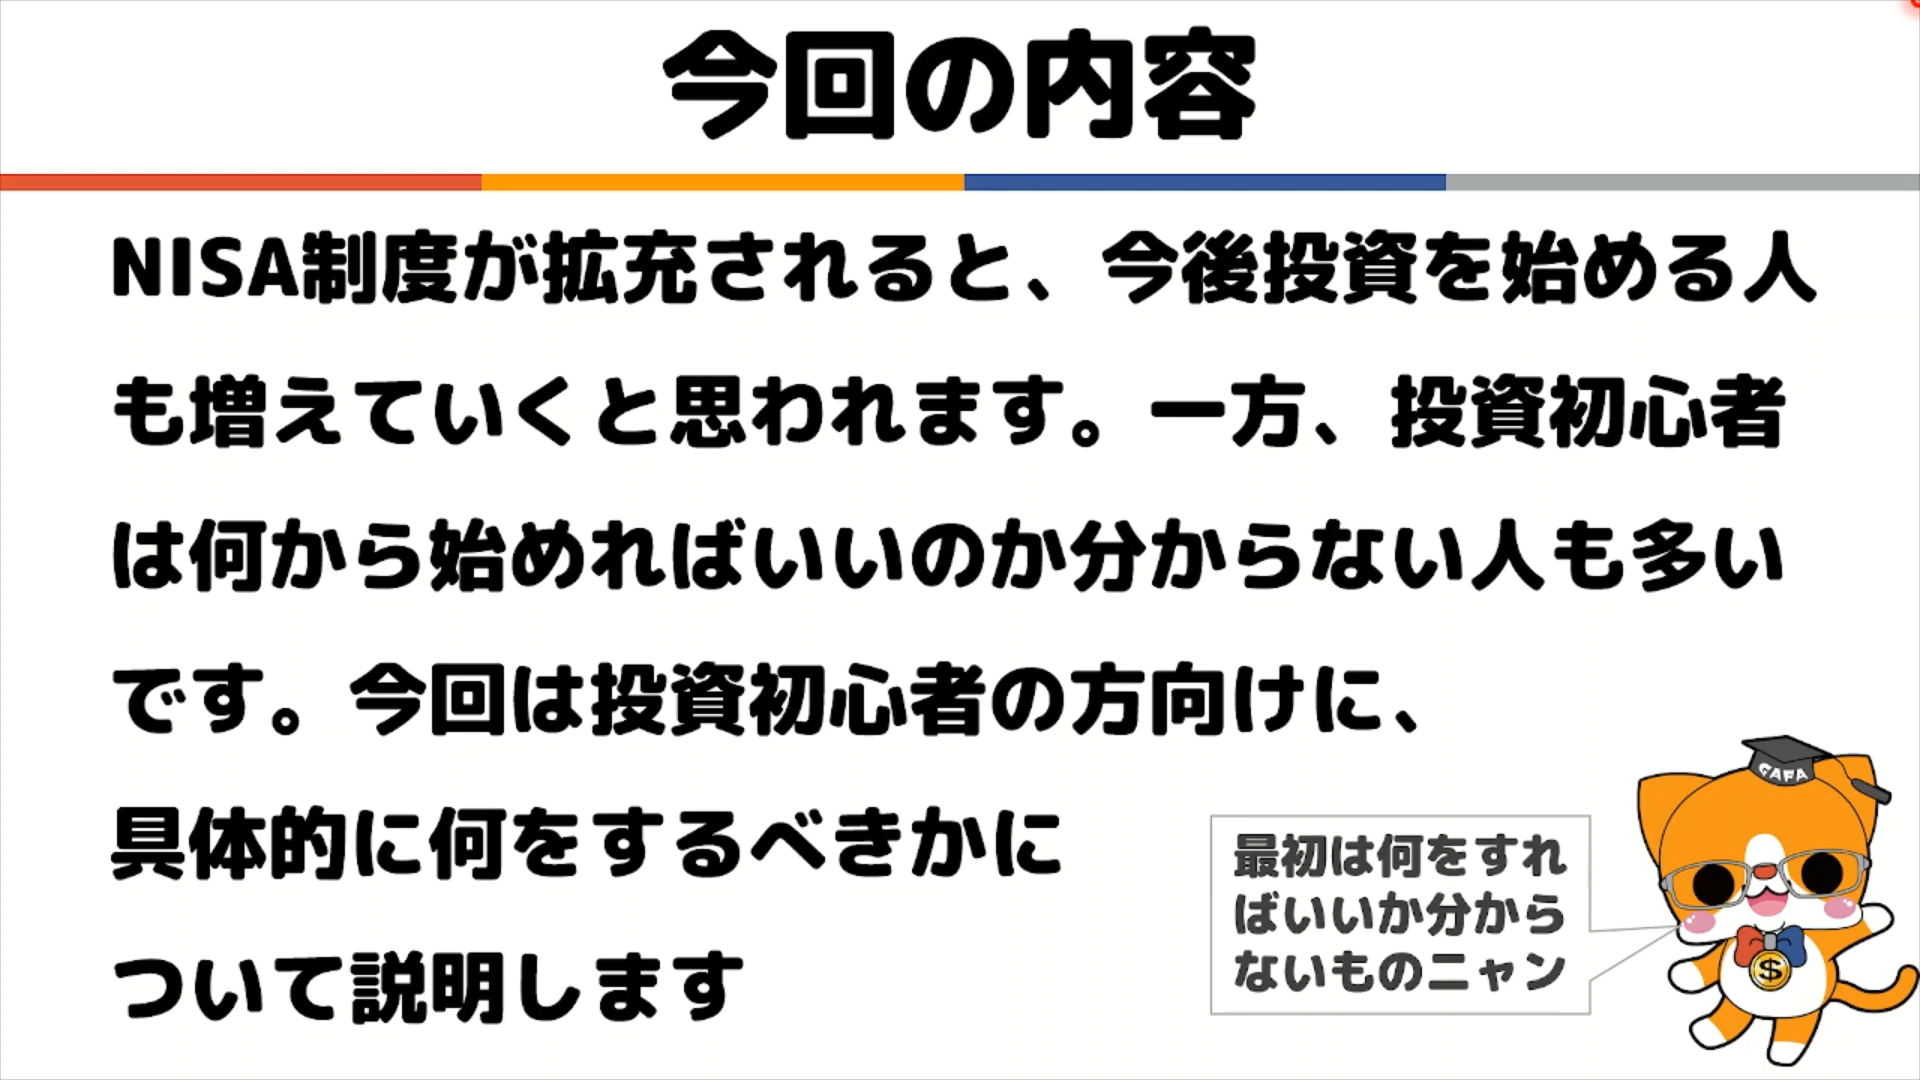 今回の内容
NISA制度が拡充されると、今後投資を始める人
も増えていくと思われます。一方、投資初心者
は何から始めればいいのか分からない人も多い
です。今回は投資初心者の方向けに、
具体的に何をするべきかに
ついて説明します
最初は何をすれ
ばいいか分から
ないものニャン
GAFA
$